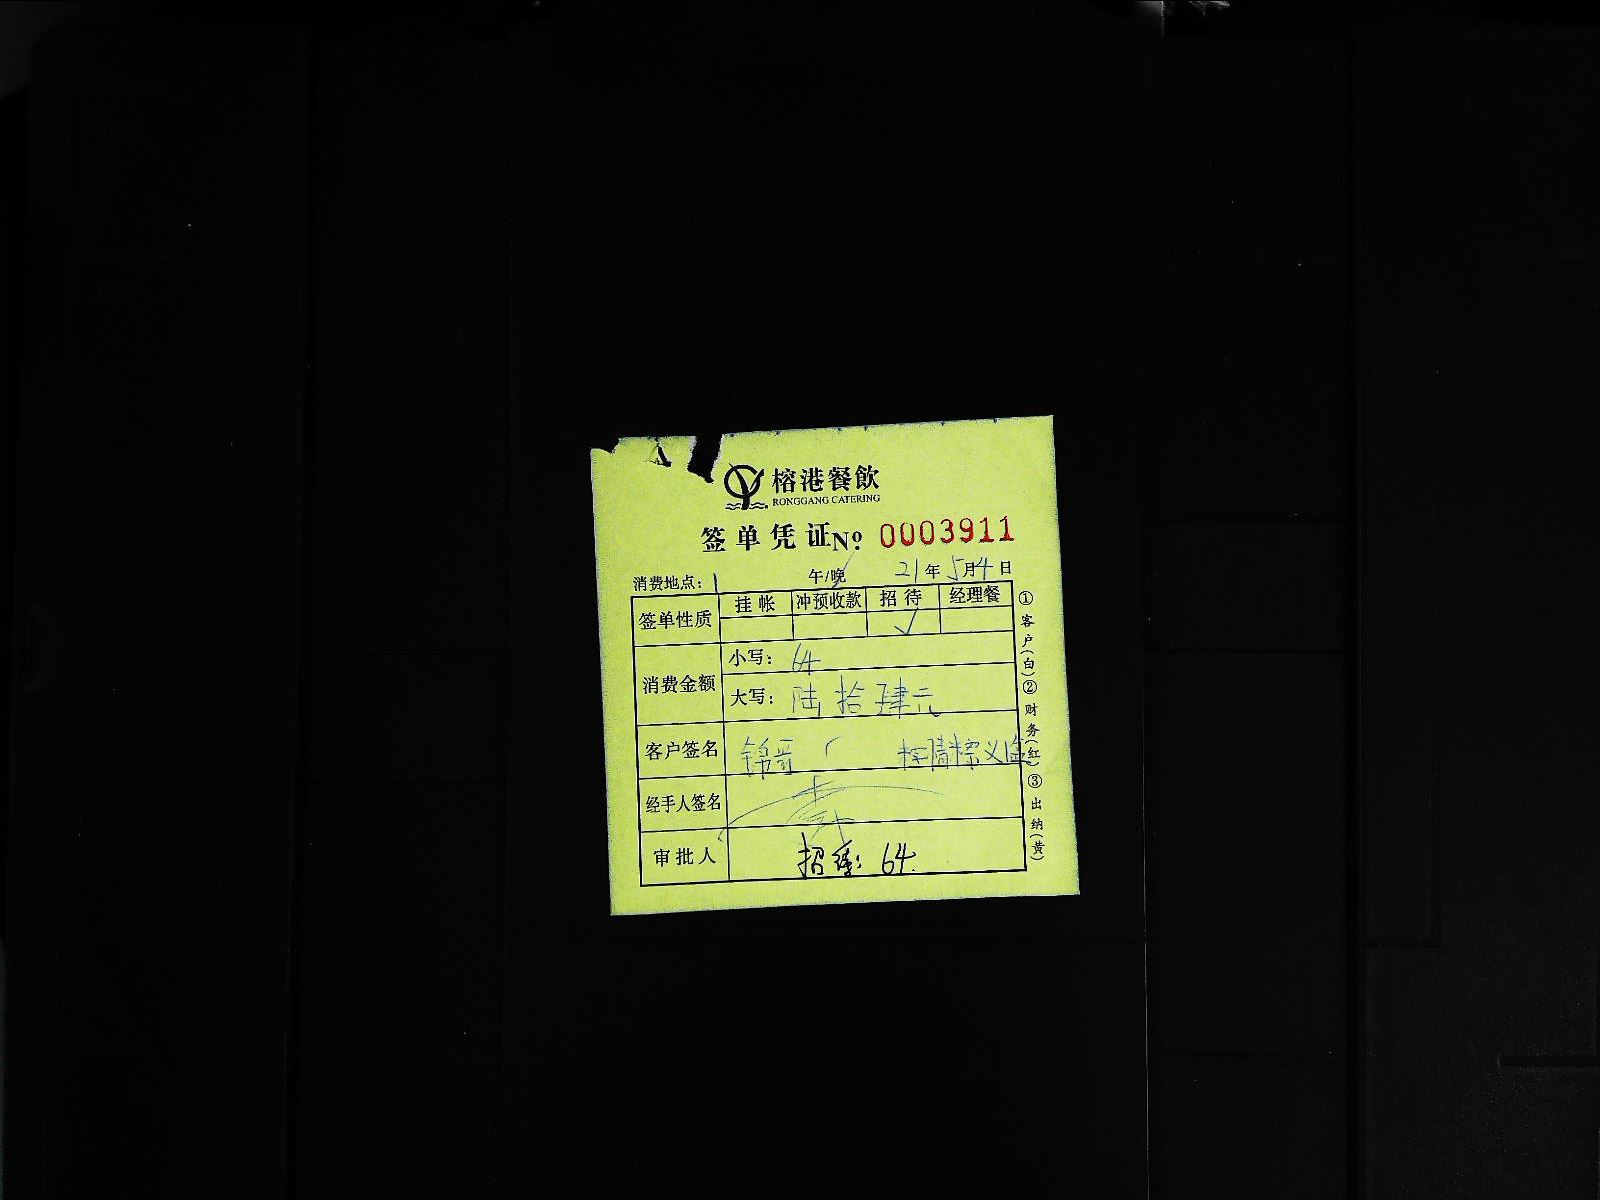 榕港餐飲
RONGGANG CATERING
签单凭证№ 0003911
消费地点: 午/晚 21年5月4日
签单性质 挂帐 冲预收款 招待 经理餐
✓
消费金额 小写: 64
大写: 陆拾肆元
客户签名
经手人签名
审批人 招待: 64.
①客户(白)②财务(红)③出纳(黄)